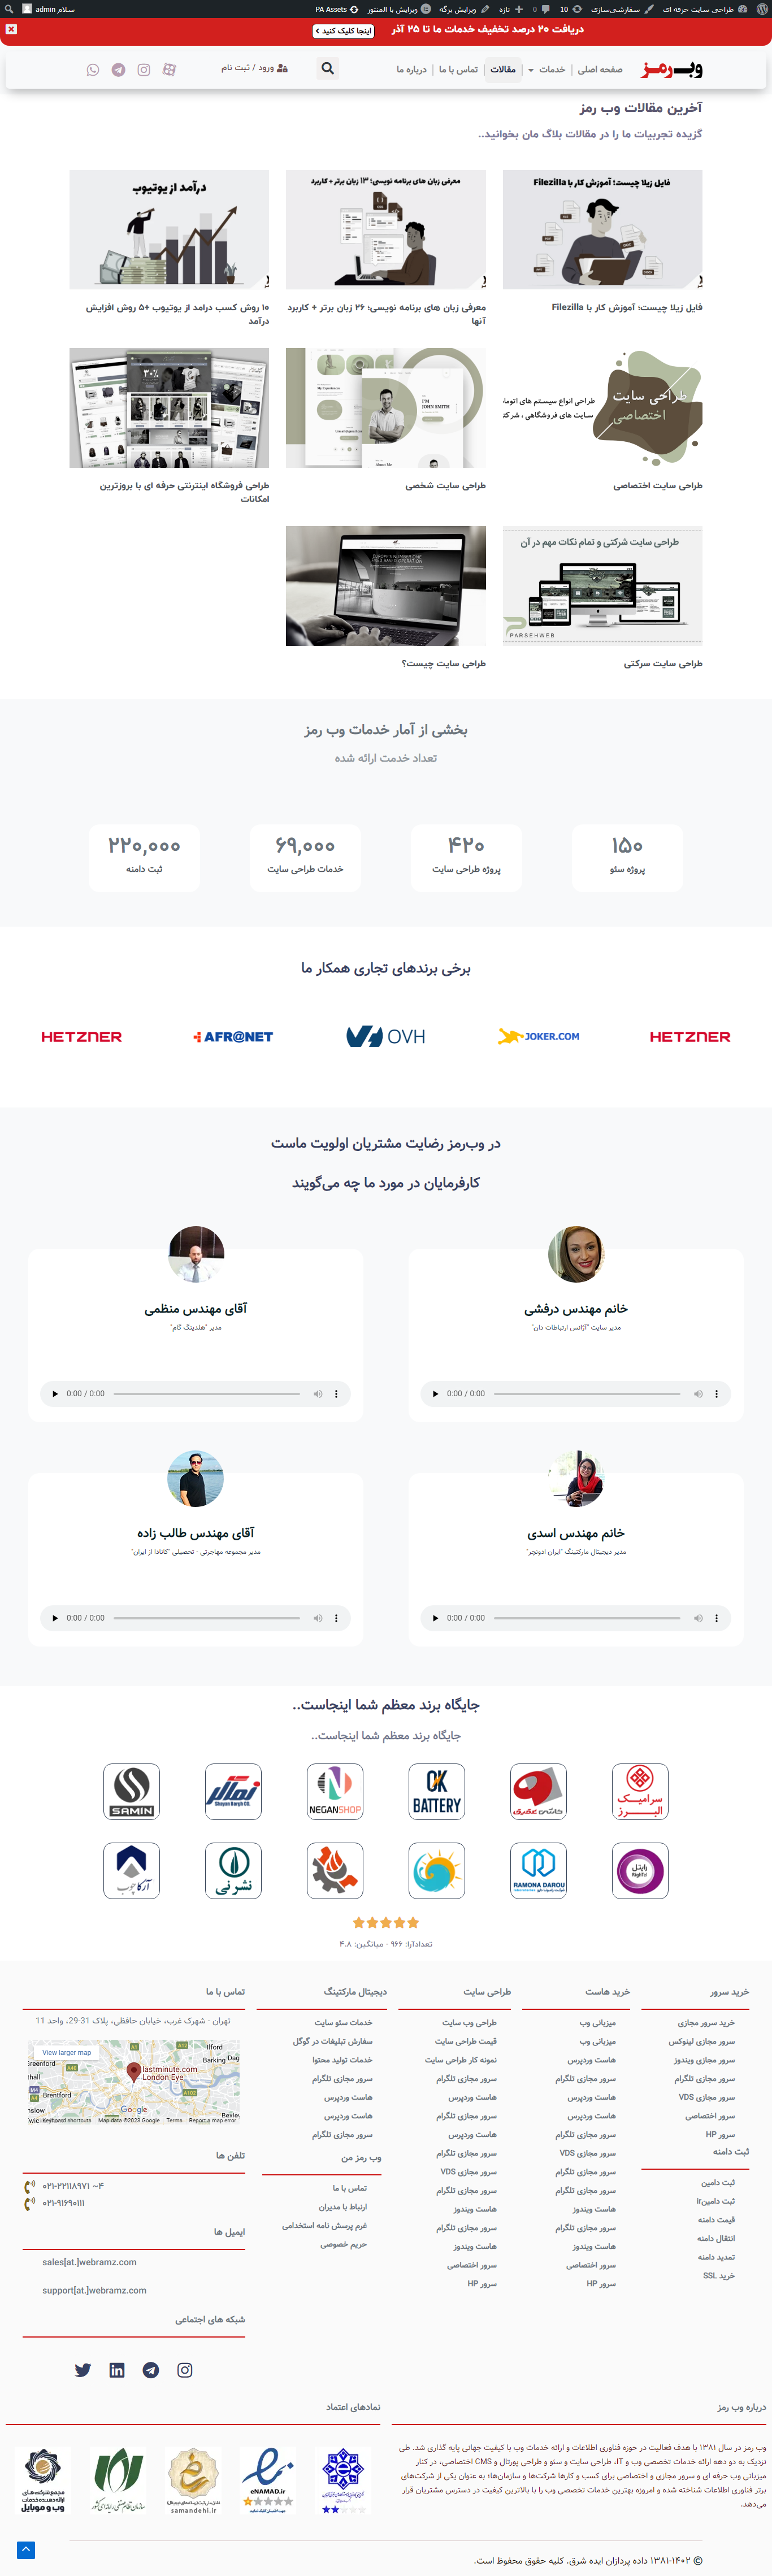 طراحی سایت حرفه ای
سفارشی‌سازی
10
0
تازه
ویرایش برگه
ویرایش با المنتور
PA Assets
سلام admin
دریافت ۲۰ درصد تخفیف خدمات ما تا ۲۵ آذر
اینجا کلیک کنید
وب‌رمز
صفحه اصلی
خدمات
مقالات
تماس با ما
درباره ما
ورود / ثبت نام
آخرین مقالات وب رمز
گزیده تجربیات ما را در مقالات بلاگ مان بخوانید..
فایل زیلا چیست؛ آموزش کار با Filezilla
معرفی زبان های برنامه نویسی؛ ۱۳ زبان برتر + کاربرد
درآمد از یوتیوب
فایل زیلا چیست؛ آموزش کار با Filezilla
معرفی زبان های برنامه نویسی؛ ۲۶ زبان برتر + کاربرد
آنها
۱۰ روش کسب درامد از یوتیوب +۵ روش افزایش
درآمد
طراحی سایت
اختصاصی
طراحی انواع سیستم های اتوما
سایت های فروشگاهی ، شرکت
I'M
JOHN SMITH
۳۰%
طراحی سایت اختصاصی
طراحی سایت شخصی
طراحی فروشگاه اینترنتی حرفه ای با بروزترین
امکانات
طراحی سایت شرکتی و تمام نکات مهم در آن
PARSEHWEB
EUROPE'S NUMBER ONE
طراحی سایت سرکتی
طراحی سایت چیست؟
بخشی از آمار خدمات وب رمز
تعداد خدمت ارائه شده
۱۵۰
پروژه سئو
۴۲۰
پروژه طراحی سایت
۶۹,۰۰۰
خدمات طراحی سایت
۲۲۰,۰۰۰
ثبت دامنه
برخی برندهای تجاری همکار ما
HETZNER
JOKER.COM
OVH
AFR@NET
HETZNER
در وب‌رمز رضایت مشتریان اولویت ماست
کارفرمایان در مورد ما چه می‌گویند
خانم مهندس درفشی
مدیر سایت "آژانس ارتباطات دان"
0:00 / 0:00
آقای مهندس منظمی
مدیر "هلدینگ گام"
0:00 / 0:00
خانم مهندس اسدی
مدیر دیجیتال مارکتینگ "ایران ادونچر"
0:00 / 0:00
آقای مهندس طالب زاده
مدیر مجموعه مهاجرتی - تحصیلی "کانادا از ایران"
0:00 / 0:00
جایگاه برند معظم شما اینجاست..
جایگاه برند معظم شما اینجاست..
سرامیک
البرز
OK
BATTERY
NEGANSHOP
SAMIN
رایتل
RighTel
RAMONA DAROU
نشر نی
آرکا چوب
تعدادآرا: ۹۶۶ - میانگین: ۴.۸
خرید سرور
خرید سرور مجازی
سرور مجازی لینوکس
سرور مجازی ویندوز
سرور مجازی تلگرام
سرور مجازی VDS
سرور اختصاصی
سرور HP
ثبت دامنه
ثبت دامین
ثبت دامینir
قیمت دامنه
انتقال دامنه
تمدید دامنه
خرید SSL
خرید هاست
میزبانی وب
میزبانی وب
هاست وردپرس
سرور مجازی تلگرام
هاست وردپرس
هاست وردپرس
سرور مجازی تلگرام
سرور مجازی VDS
سرور مجازی تلگرام
سرور مجازی تلگرام
هاست ویندوز
سرور مجازی تلگرام
هاست ویندوز
سرور اختصاصی
سرور HP
طراحی سایت
طراحی وب سایت
قیمت طراحی سایت
نمونه کار طراحی سایت
سرور مجازی تلگرام
هاست وردپرس
سرور مجازی تلگرام
هاست وردپرس
سرور مجازی تلگرام
سرور مجازی VDS
سرور مجازی تلگرام
هاست ویندوز
سرور مجازی تلگرام
هاست ویندوز
سرور اختصاصی
سرور HP
دیجیتال مارکتینگ
خدمات سئو سایت
سفارش تبلیغات در گوگل
خدمات تولید محتوا
سرور مجازی تلگرام
هاست وردپرس
هاست وردپرس
سرور مجازی تلگرام
وب رمز من
تماس با ما
ارتباط با مدیران
فرم پرسش نامه استخدامی
حریم خصوصی
تماس با ما
تهران - شهرک غرب، خیابان حافظی، پلاک 31-29، واحد 11
View larger map
lastminute.com
London Eye
Google
Keyboard shortcuts
Map data ©2023 Google
Terms
Report a map error
تلفن ها
۰۲۱-۲۲۱۱۸۹۷۱ ~۴
۰۲۱-۹۱۶۹۰۱۱۱
ایمیل ها
sales[at.]webramz.com
support[at.]webramz.com
شبکه های اجتماعی
درباره وب رمز
وب رمز در سال ۱۳۸۱ با هدف فعالیت در حوزه فناوری اطلاعات و ارائه خدمات وب با کیفیت جهانی پایه گذاری شد. طی
نزدیک به دو دهه ارائه خدمات تخصصی وب و IT، طراحی سایت و سئو و طراحی پورتال و CMS اختصاصی، در کنار
میزبانی وب حرفه ای و سرور مجازی و اختصاصی برای کسب و کارها شرکت‌ها و سازمان‌ها؛ به عنوان یکی از شرکت‌های
برتر فناوری اطلاعات شناخته شده و امروزه بهترین خدمات تخصصی وب را با بالاترین کیفیت در دسترس مشتریان قرار
می‌دهد.
نمادهای اعتماد
eNAMAD.ir
samandehi.ir
سازمان نظام صنفی رایانه‌ای کشور
مجموع شرکت‌های
ارائه دهنده خدمات
وب و موبایل
© ۱۳۸۱-۱۴۰۲ داده پردازان ایده شرق. کلیه حقوق محفوظ است.